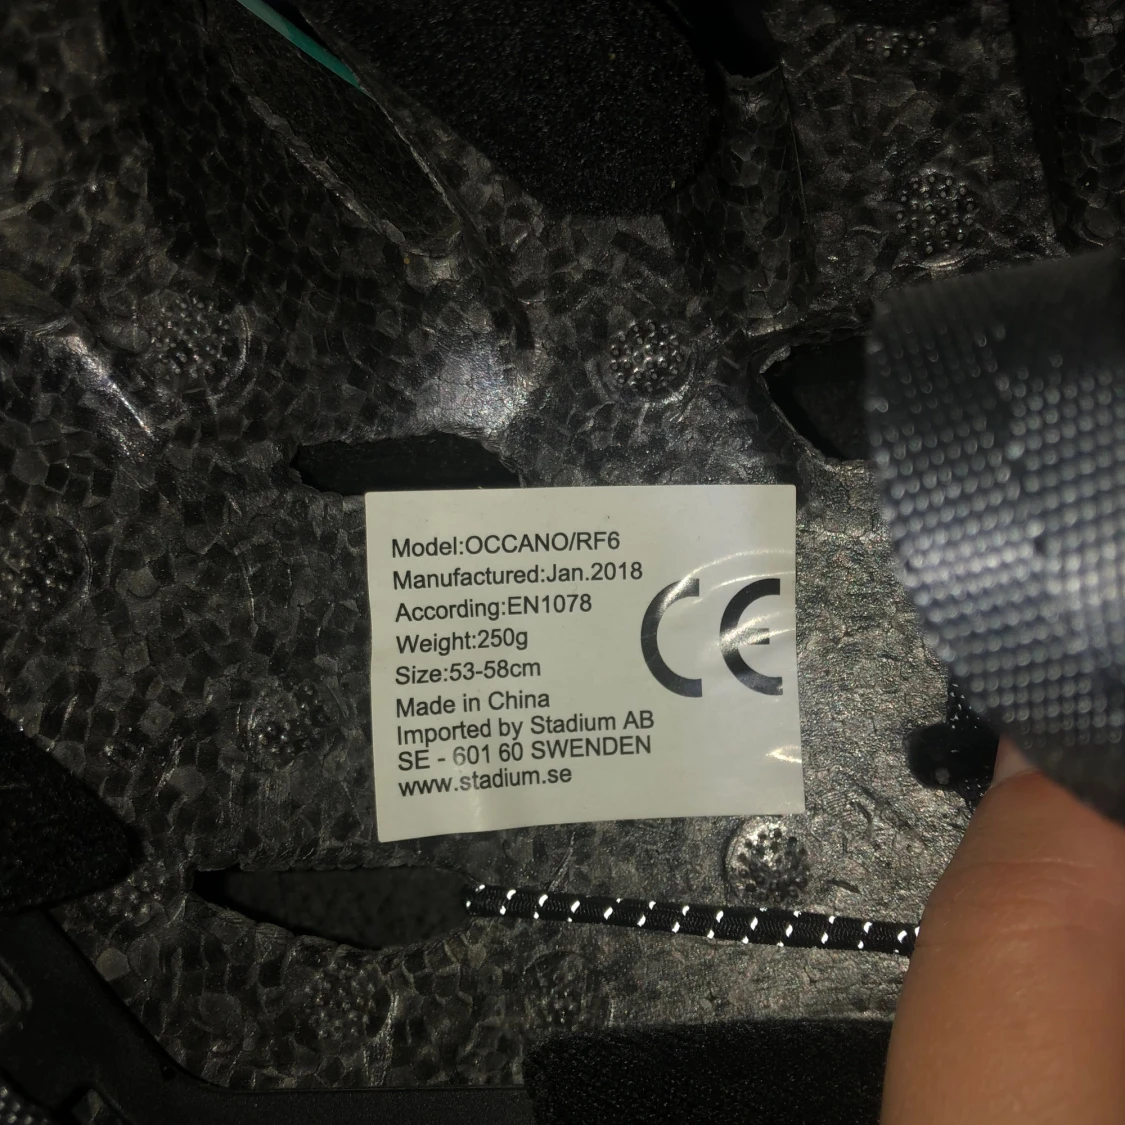 Model:OCCANO/RF6
Manufactured:Jan.2018
According:EN1078
Weight:250g
Size:53-58cm
Made in China
Imported by Stadium AB
SE - 601 60 SWENDEN
www.stadium.se
CE